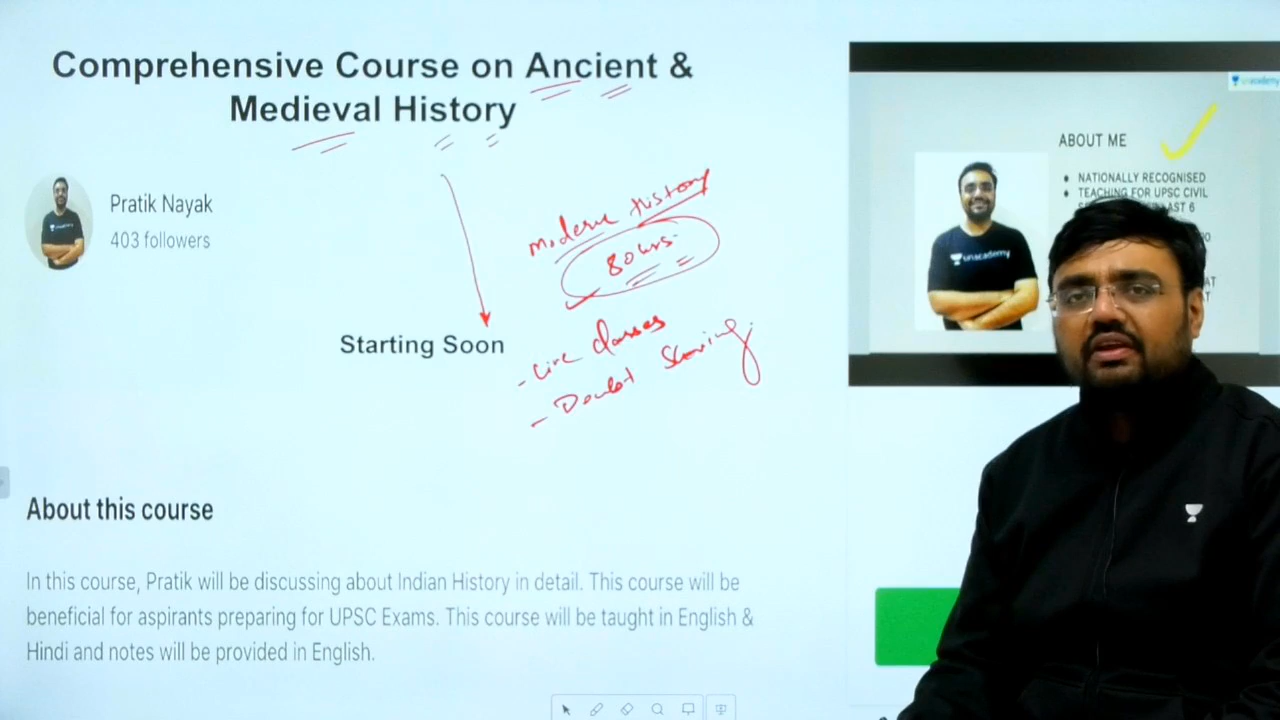 Comprehensive Course on Ancient &
Medieval History
Pratik Nayak
403 followers
Modern History
80 hrs.
Starting Soon
- Live classes
- Doubt
About this course
In this course, Pratik will be discussing about Indian History in detail. This course will be
beneficial for aspirants preparing for UPSC Exams. This course will be taught in English &
Hindi and notes will be provided in English.
unacademy
ABOUT ME
NATIONALLY RECOGNISED
TEACHING FOR UPSC CIVIL
AST 6
unacademy